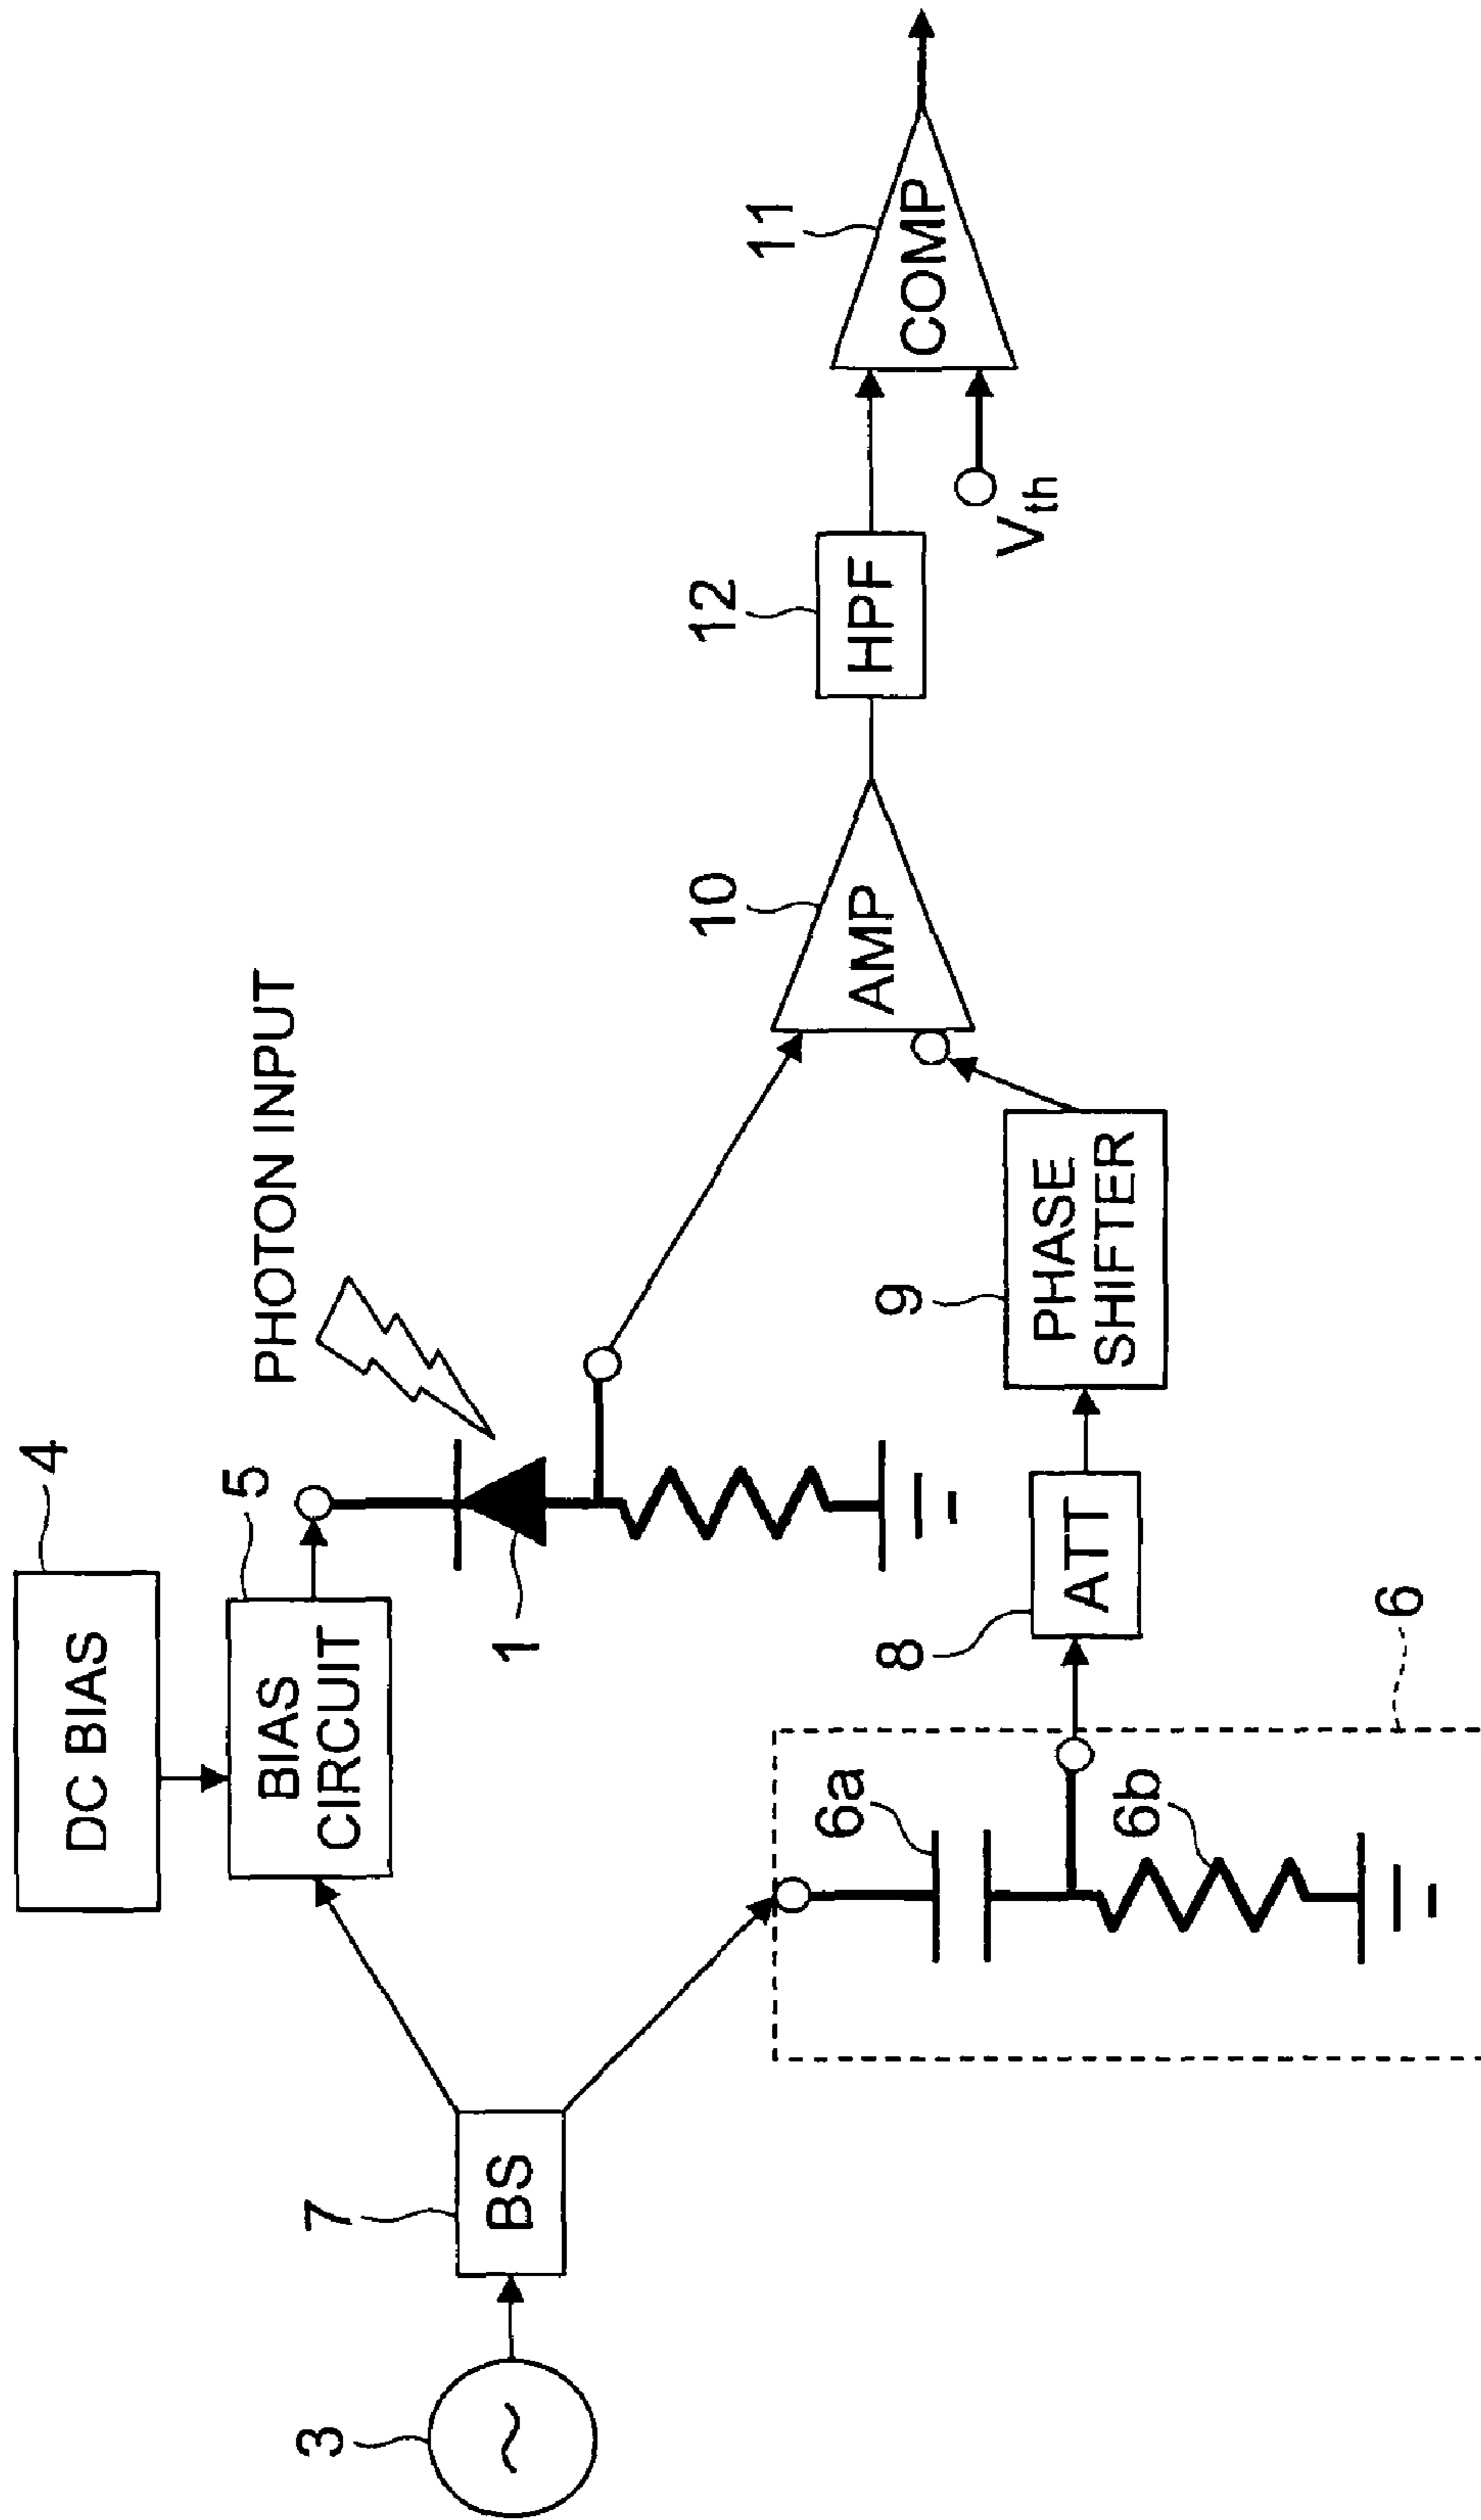 4
DC BIAS
5
BIAS
CIRCUIT
PHOTON INPUT
1
3
7
BS
10
AMP
12
HPF
11
COMP
Vth
6a
6b
6
8
ATT
9
PHASE
SHIFTER